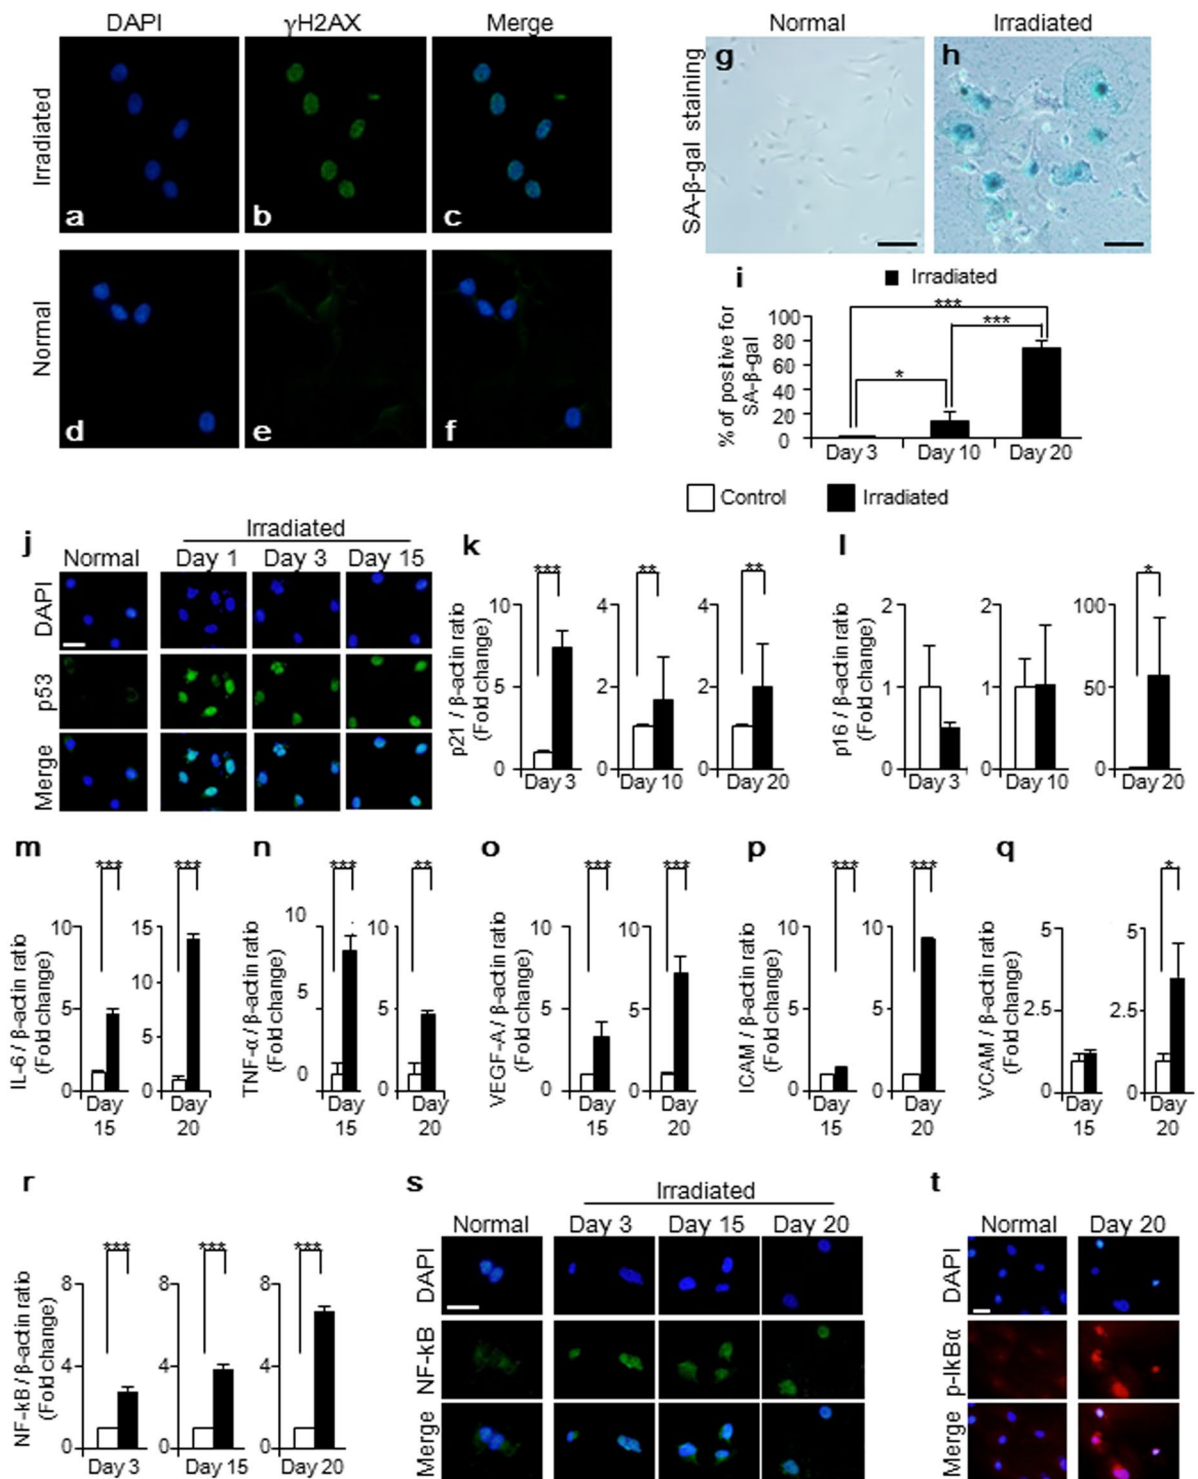 DAPI γH2AX Merge
Irradiated
a b c
Normal
d e f
Normal Irradiated
SA-β-gal staining
g h
i
Irradiated
***
***
*
% of positive for
SA-β-gal
100
80
60
40
20
0
Day 3 Day 10 Day 20
Control Irradiated
j
Irradiated
Normal Day 1 Day 3 Day 15
DAPI
p53
Merge
k
p21 / β-actin ratio
(Fold change)
*** ** **
10 4 4
5 2 2
0 0 0
Day 3 Day 10 Day 20
l
p16 / β-actin ratio
(Fold change)
*
2 2 100
1 1 50
0 0 0
Day 3 Day 10 Day 20
m
IL-6 / β-actin ratio
(Fold change)
*** ***
10 15
10
5 5
0 0
Day Day
15 20
n
TNF-α / β-actin ratio
(Fold change)
*** **
10 10
5 5
0 0
Day Day
15 20
o
VEGF-A / β-actin ratio
(Fold change)
*** ***
10 10
5 5
0 0
Day Day
15 20
p
ICAM / β-actin ratio
(Fold change)
*** ***
10 10
5 5
0 0
Day Day
15 20
q
VCAM / β-actin ratio
(Fold change)
*
5 5
2.5 2.5
0 0
Day Day
15 20
r
NF-kB / β-actin ratio
(Fold change)
*** *** ***
8 8 8
4 4 4
0 0 0
Day 3 Day 15 Day 20
s
Irradiated
Normal Day 3 Day 15 Day 20
DAPI
NF-kB
Merge
t
Normal Day 20
DAPI
p-IkBα
Merge